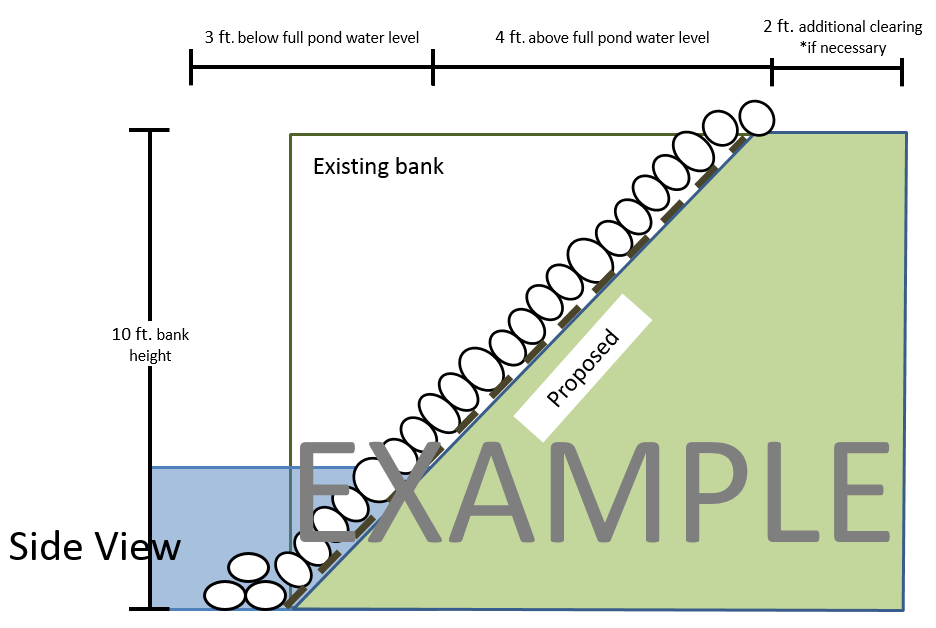 3 ft. below full pond water level
4 ft. above full pond water level
2 ft. additional clearing
*if necessary
Existing bank
10 ft. bank
height
Proposed
EXAMPLE
Side View